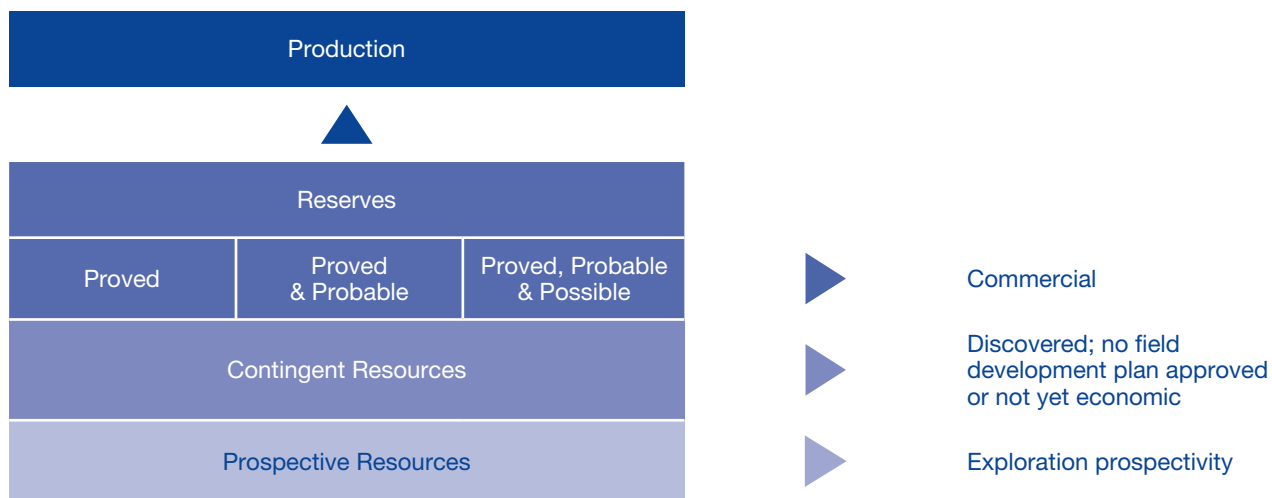 Production
Reserves
Proved
Proved
& Probable
Proved, Probable
& Possible
Commercial
Contingent Resources
Discovered; no field
development plan approved
or not yet economic
Prospective Resources
Exploration prospectivity